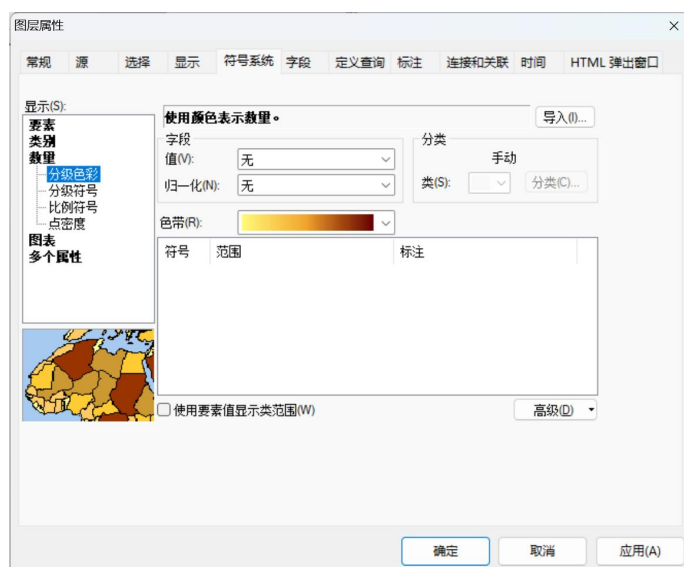 图层属性
常规 源 选择 显示 符号系统 字段 定义查询 标注 连接和关联 时间 HTML 弹出窗口
显示(S):
要素
类别
数量
分级色彩
分级符号
比例符号
点密度
图表
多个属性
使用颜色表示数量。
导入(I)...
字段
值(V):
无
归一化(N):
无
分类
手动
类(S):
分类(C)...
色带(R):
符号 范围 标注
使用要素值显示类范围(W)
高级(D)
确定 取消 应用(A)